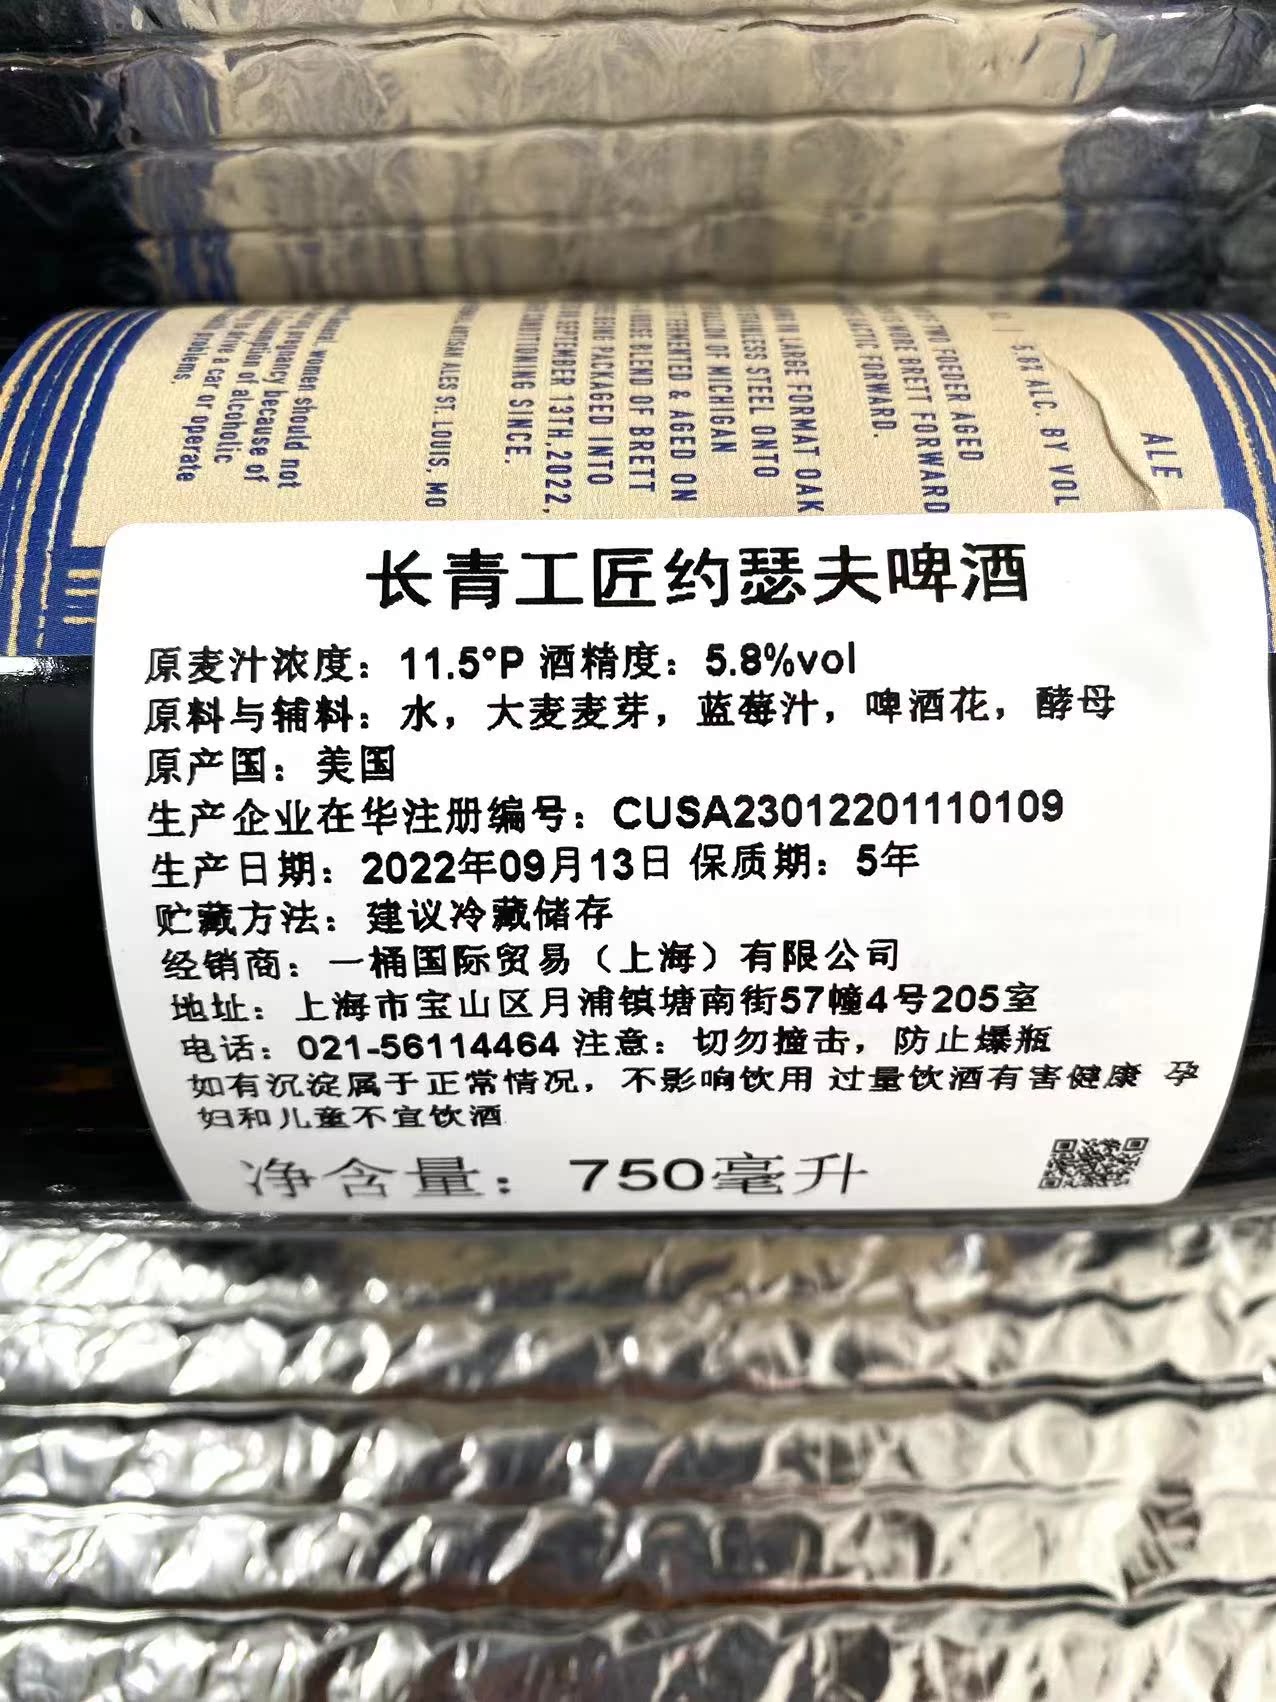 ALE
5.8% ALC. BY VOL
TWO FOEDER AGED
MORE BRETT FORWARD
LACTIC FORWARD.
IN LARGE FORMAT OAK
STAINLESS STEEL ONTO
OF MICHIGAN
FERMENTED & AGED ON
HOUSE BLEND OF BRETT
BEING PACKAGED INTO
SEPTEMBER 13TH, 2022,
CONDITIONING SINCE.
ARTISAN ALES ST. LOUIS, MO
women should not
pregnancy because of
of alcoholic
drive a car or operate
problems.
长青工匠约瑟夫啤酒
原麦汁浓度：11.5°P 酒精度：5.8%vol
原料与辅料：水，大麦麦芽，蓝莓汁，啤酒花，酵母
原产国：美国
生产企业在华注册编号：CUSA23012201110109
生产日期：2022年09月13日 保质期：5年
贮藏方法：建议冷藏储存
经销商：一桶国际贸易（上海）有限公司
地址：上海市宝山区月浦镇塘南街57幢4号205室
电话：021-56114464 注意：切勿撞击，防止爆瓶
如有沉淀属于正常情况，不影响饮用 过量饮酒有害健康 孕
妇和儿童不宜饮酒
净含量：750毫升